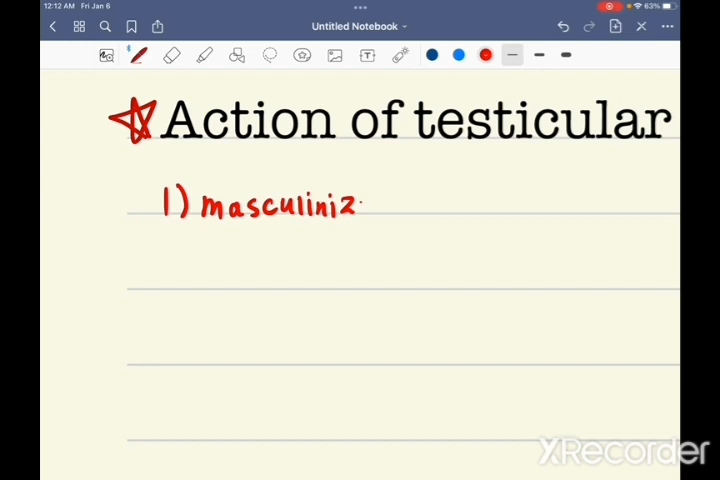 12:12 AM Fri Jan 6
63%
Untitled Notebook
Action of testicular
1) masculiniz
XRecorder